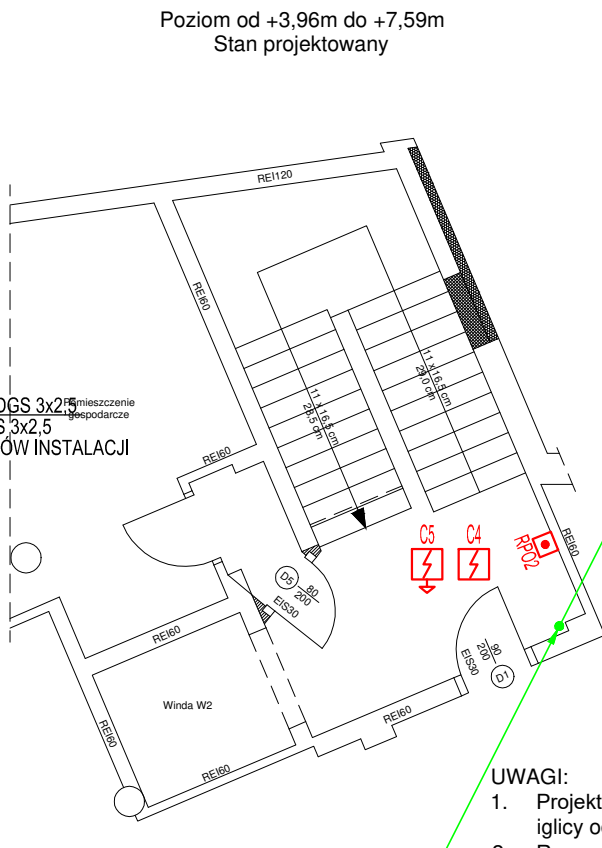 Poziom od +3,96m do +7,59m
Stan projektowany
REI120
REI60
11 x 16,5 cm
29,0 cm
11 x 16,5 cm
28,5 cm
DGS 3x2,5
Pomieszczenie
gospodarcze
S 3x2,5
ÓW INSTALACJI
REI60
C5
C4
RPO2
REI60
D5
80
200
EIS30
REI60
90
200
EIS30
D1
Winda W2
REI60
REI60
REI60
UWAGI:
1. Projekt
iglicy o